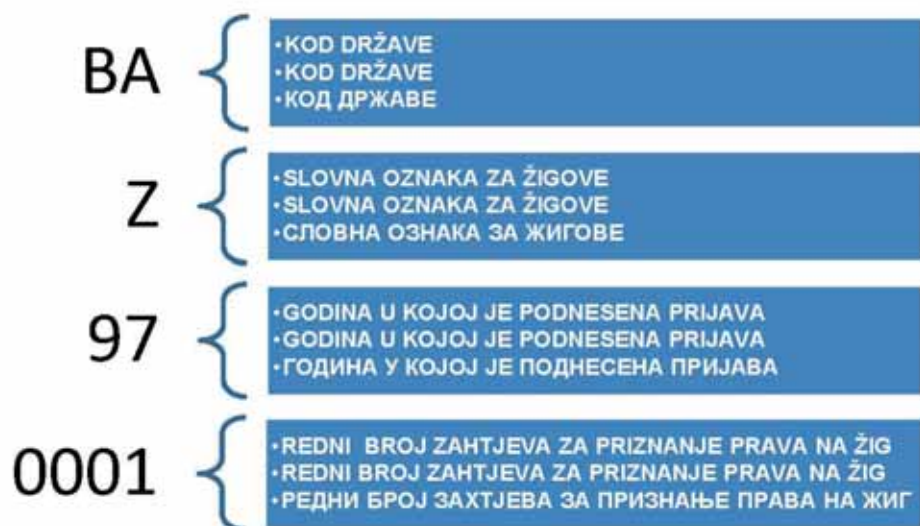 BA
•KOD DRŽAVE
•KOD DRŽAVE
•КОД ДРЖАВЕ
Z
•SLOVNA OZNAKA ZA ŽIGOVE
•SLOVNA OZNAKA ZA ŽIGOVE
•СЛОВНА ОЗНАКА ЗА ЖИГОВЕ
97
•GODINA U KOJOJ JE PODNESENA PRIJAVA
•GODINA U KOJOJ JE PODNESENA PRIJAVA
•ГОДИНА У КОЈОЈ ЈЕ ПОДНЕСЕНА ПРИЈАВА
0001
•REDNI BROJ ZAHTJEVA ZA PRIZNANJE PRAVA NA ŽIG
•REDNI BROJ ZAHTJEVA ZA PRIZNANJE PRAVA NA ŽIG
•РЕДНИ БРОЈ ЗАХТЈЕВА ЗА ПРИЗНАЊЕ ПРАВА НА ЖИГ